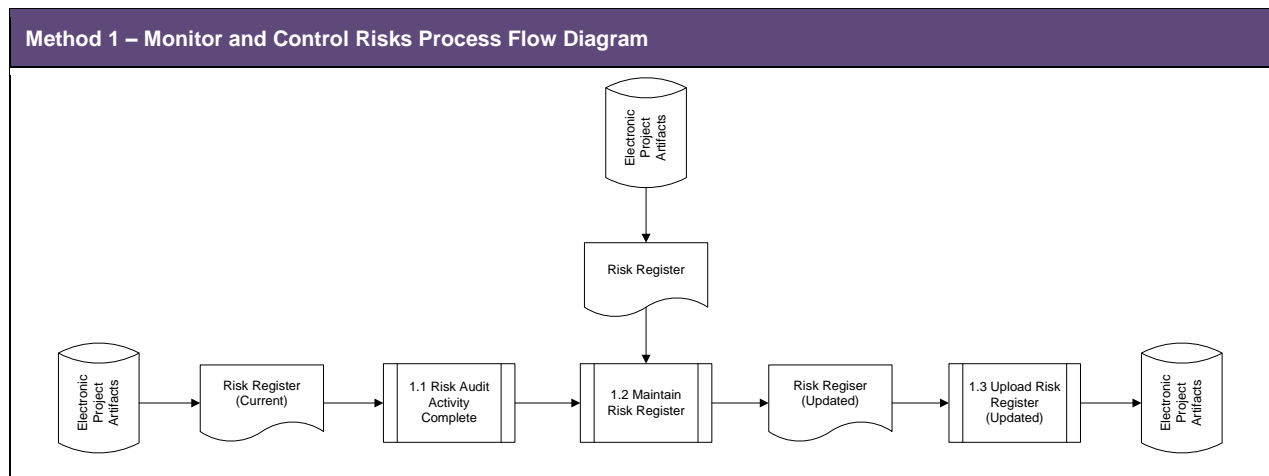 Method 1 – Monitor and Control Risks Process Flow Diagram
Electronic
Project
Artifacts
Risk Register
Electronic
Project
Artifacts
Risk Register
(Current)
1.1 Risk Audit
Activity
Complete
1.2 Maintain
Risk Register
Risk Regiser
(Updated)
1.3 Upload Risk
Register
(Updated)
Electronic
Project
Artifacts